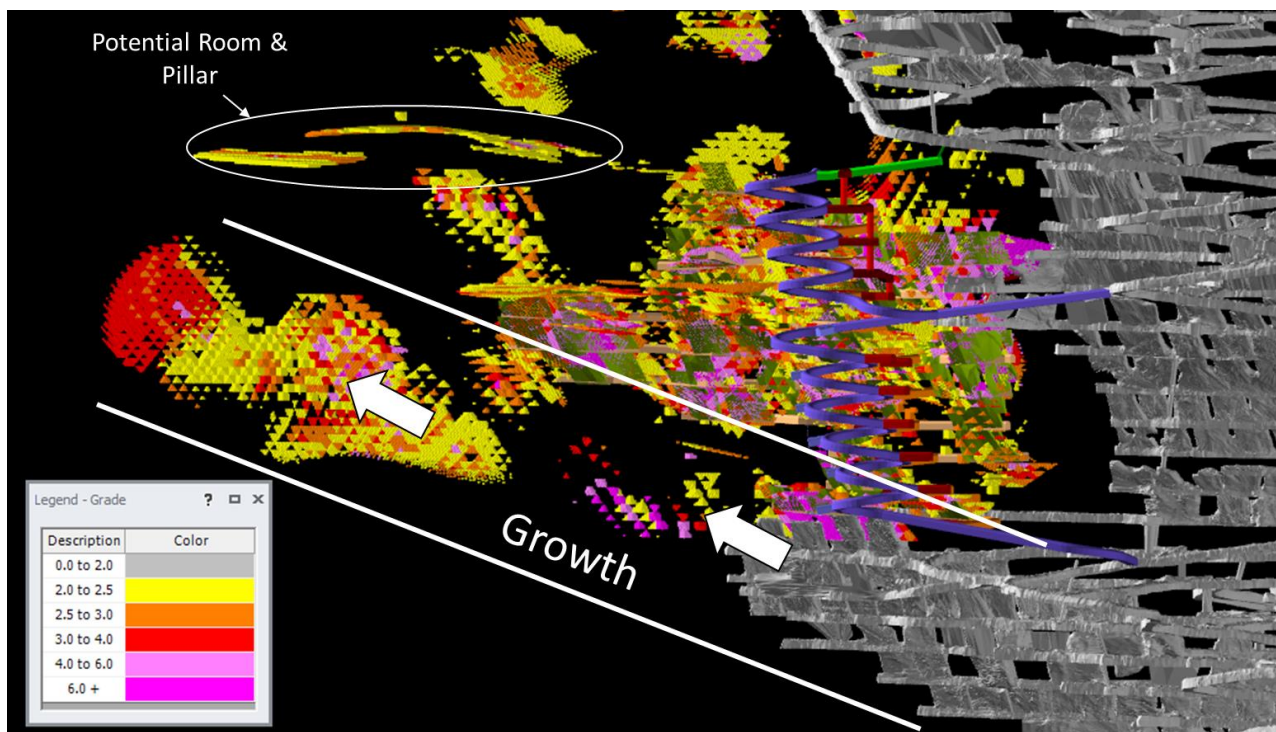 Potential Room &
Pillar
Growth
Legend - Grade ?
Description Color
0.0 to 2.0
2.0 to 2.5
2.5 to 3.0
3.0 to 4.0
4.0 to 6.0
6.0 +